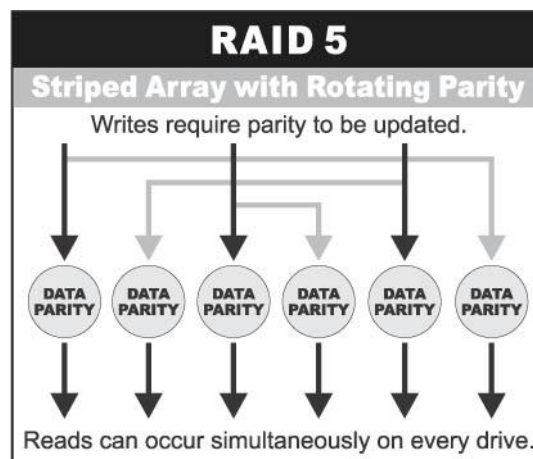 RAID 5
Striped Array with Rotating Parity
Writes require parity to be updated.
DATA PARITY
DATA PARITY
DATA PARITY
DATA PARITY
DATA PARITY
DATA PARITY
Reads can occur simultaneously on every drive.